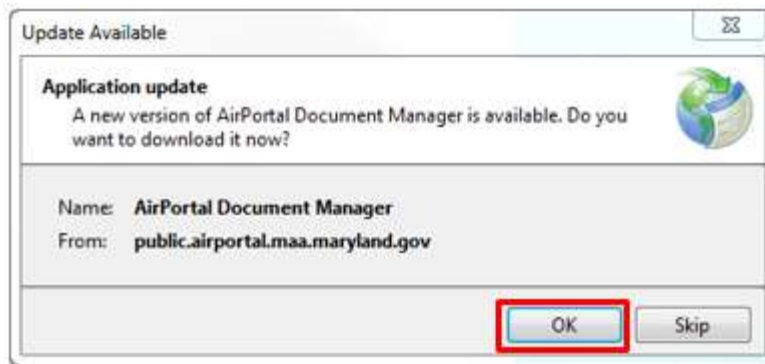 Update Available
Application update
A new version of AirPortal Document Manager is available. Do you
want to download it now?
Name: AirPortal Document Manager
From: public.airportal.maa.maryland.gov
OK Skip